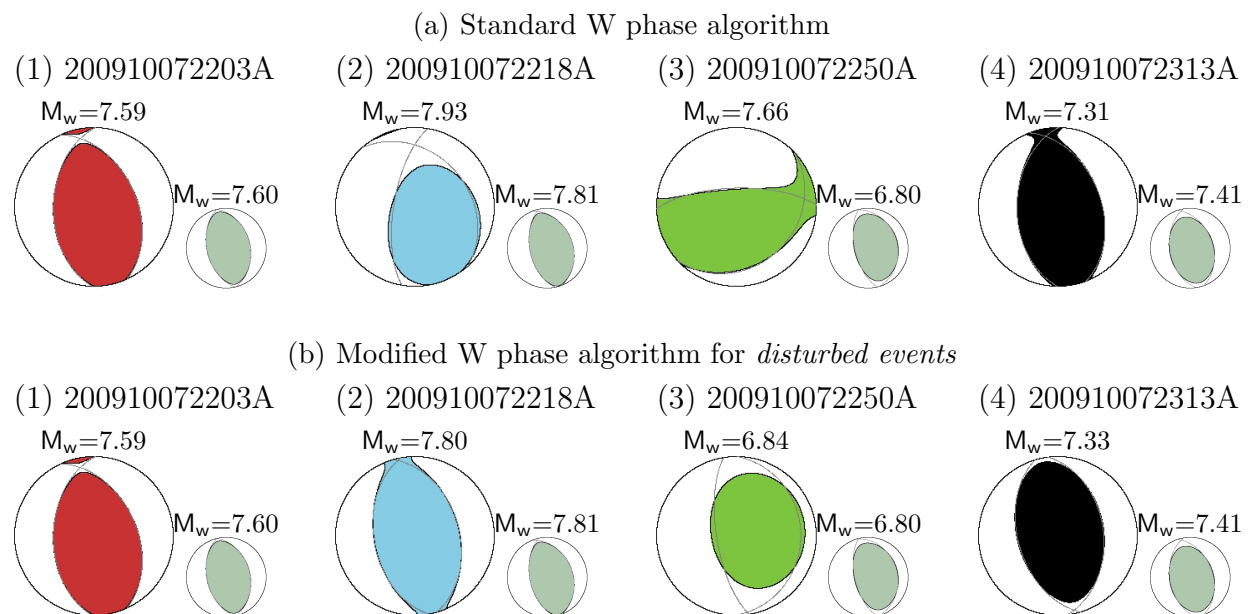 (a) Standard W phase algorithm
(1) 200910072203A (2) 200910072218A (3) 200910072250A (4) 200910072313A
Mw=7.59 Mw=7.93 Mw=7.66 Mw=7.31
Mw=7.60 Mw=7.81 Mw=6.80 Mw=7.41
(b) Modified W phase algorithm for disturbed events
(1) 200910072203A (2) 200910072218A (3) 200910072250A (4) 200910072313A
Mw=7.59 Mw=7.80 Mw=6.84 Mw=7.33
Mw=7.60 Mw=7.81 Mw=6.80 Mw=7.41